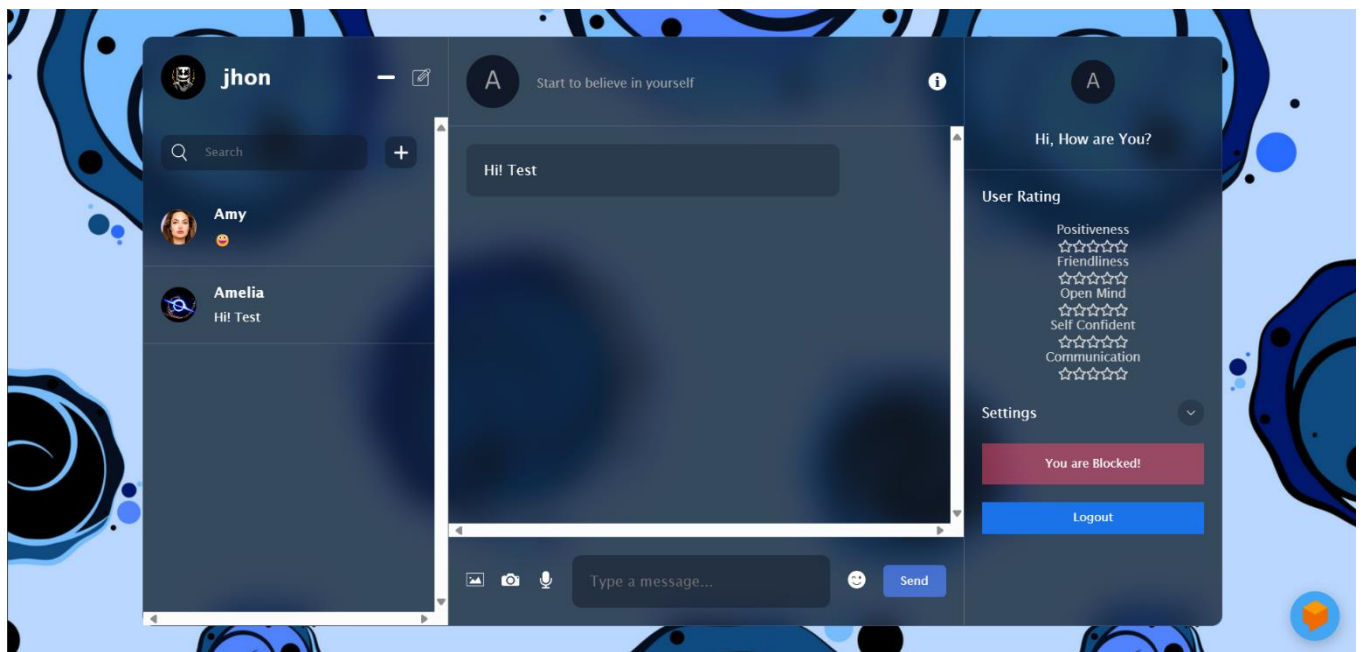 jhon
Search
Amy
Amelia
Hi! Test
A
Start to believe in yourself
Hi! Test
Type a message...
Send
A
Hi, How are You?
User Rating
Positiveness
Friendliness
Open Mind
Self Confident
Communication
Settings
You are Blocked!
Logout